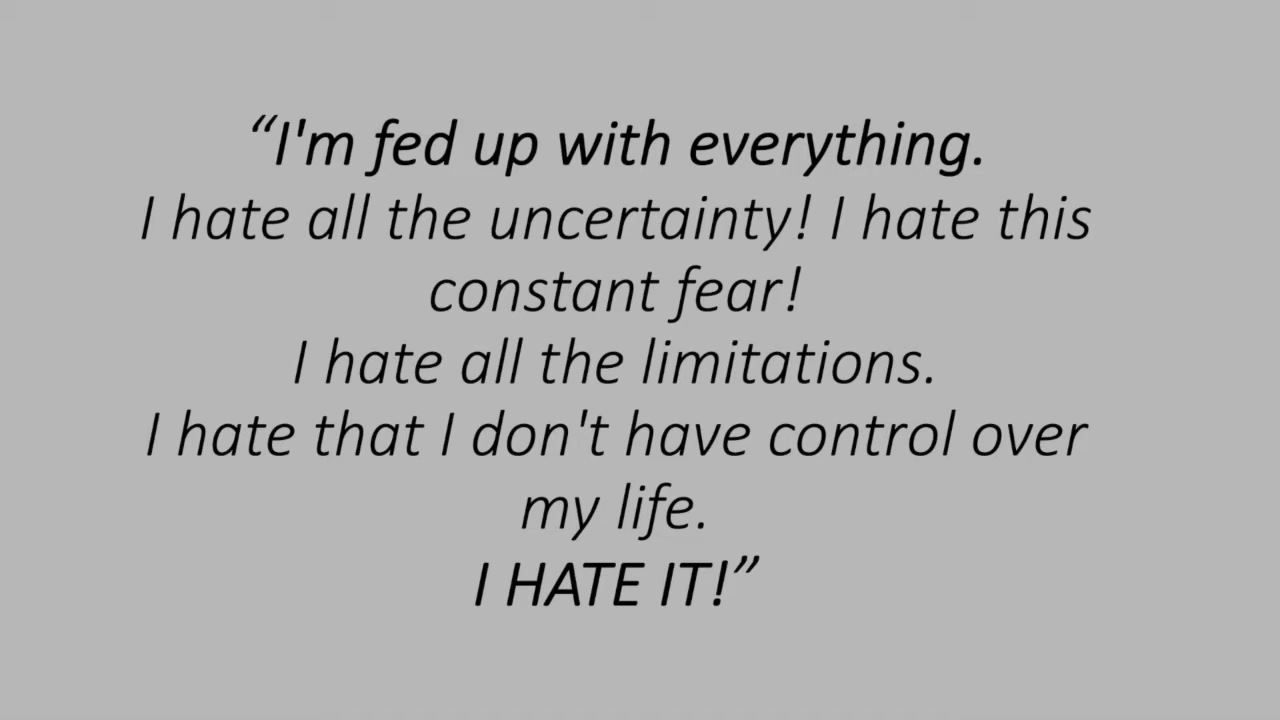 “I'm fed up with everything.
I hate all the uncertainty! I hate this
constant fear!
I hate all the limitations.
I hate that I don't have control over
my life.
I HATE IT!”